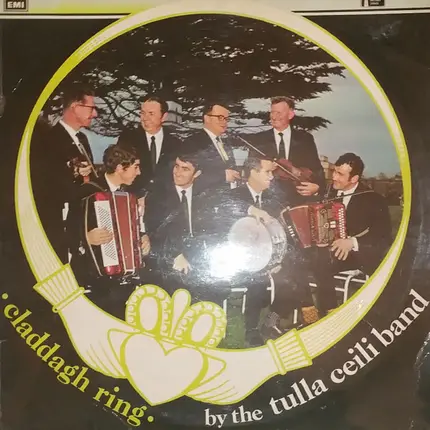 EMI
• claddagh ring •
by the tulla ceili band